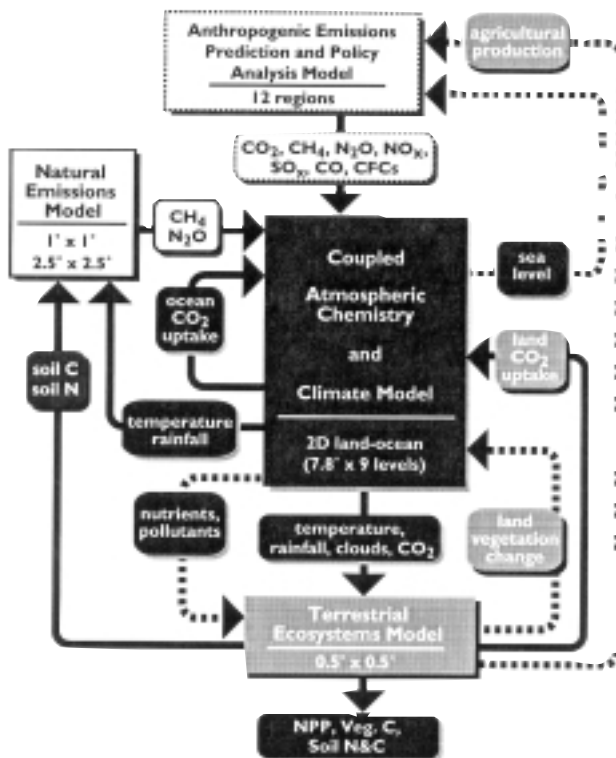 Anthropogenic Emissions
Prediction and Policy
Analysis Model
12 regions
agricultural
production
CO₂, CH₄, N₂O, NOₓ,
SOₓ, CO, CFCs
Natural
Emissions
Model
1° x 1°
2.5° x 2.5°
CH₄
N₂O
Coupled
Atmospheric
Chemistry
and
Climate Model
2D land-ocean
(7.8° x 9 levels)
sea
level
ocean
CO₂
uptake
land
CO₂
uptake
soil C
soil N
temperature
rainfall
nutrients,
pollutants
temperature,
rainfall, clouds, CO₂
land
vegetation
change
Terrestrial
Ecosystems Model
0.5° x 0.5°
NPP, Veg. C,
Soil N&C